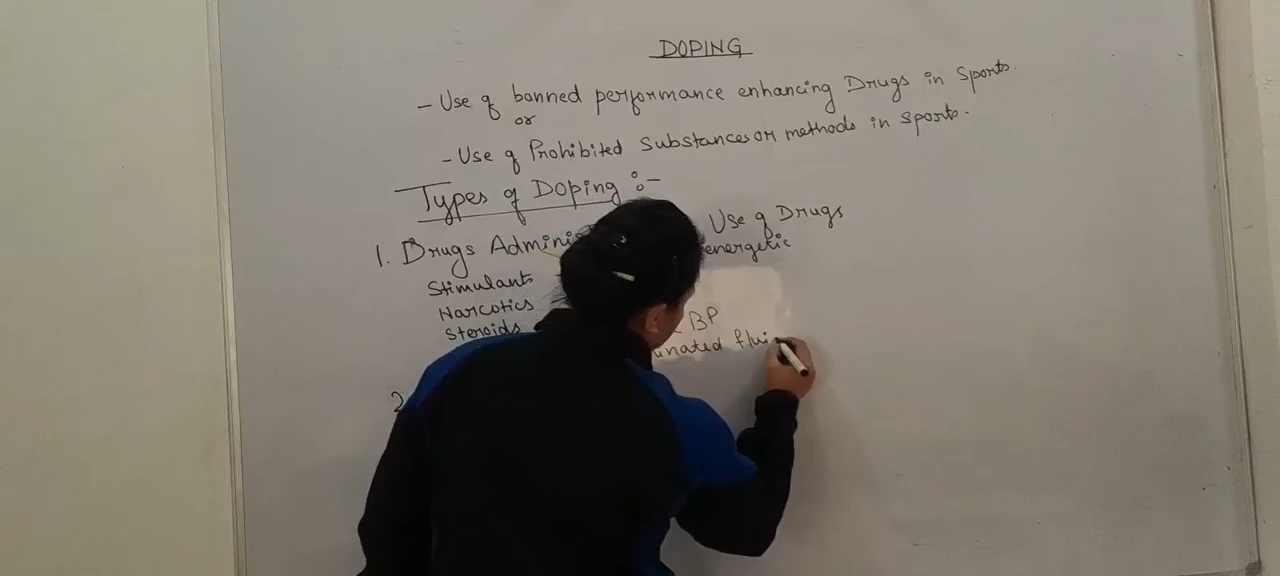 DOPING
- Use of banned performance enhancing Drugs in sports.
or
- Use of Prohibited Substances or methods in sports.
Types of Doping :-
1. Drugs Use of Drugs
energetic
Stimulants
Narcotics BP
Steroids
2